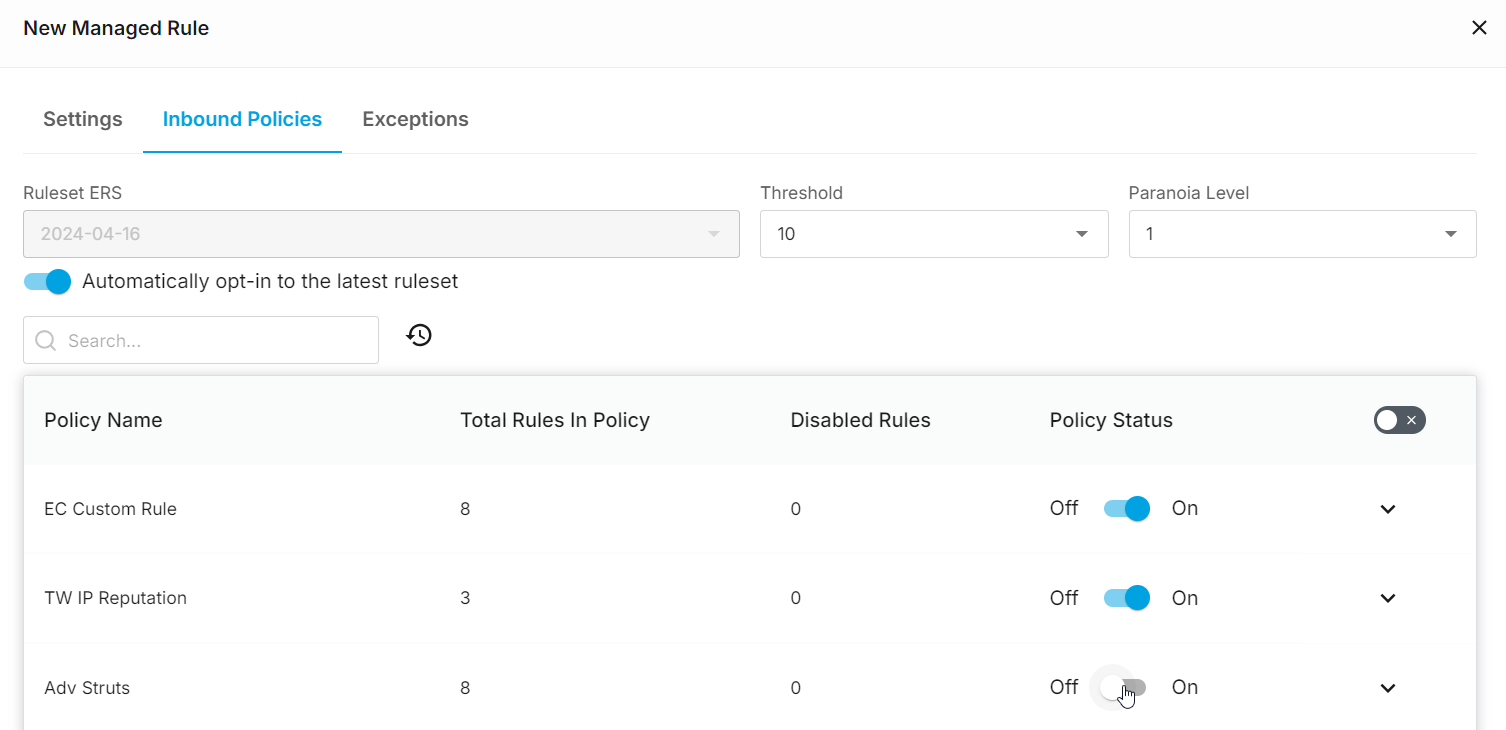 New Managed Rule
Settings Inbound Policies Exceptions
Ruleset ERS Threshold Paranoia Level
2024-04-16 10 1
Automatically opt-in to the latest ruleset
Search...
Policy Name Total Rules In Policy Disabled Rules Policy Status
EC Custom Rule 8 0 Off On
TW IP Reputation 3 0 Off On
Adv Struts 8 0 Off On